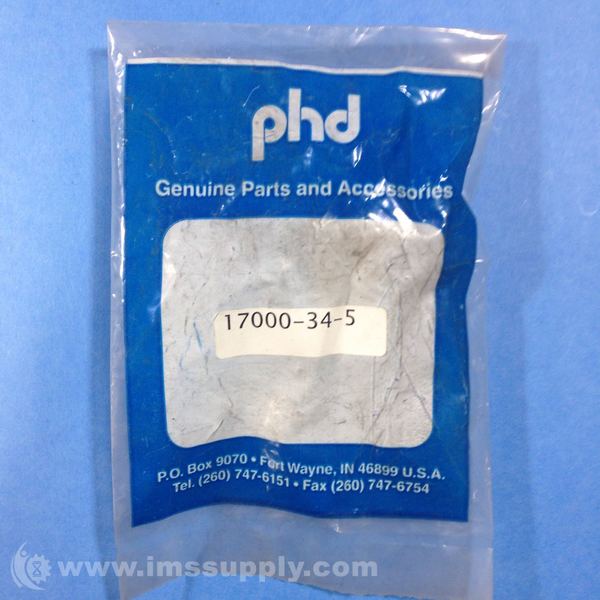 phd
Genuine Parts and Accessories
17000-34-5
P.O. Box 9070 • Fort Wayne, IN 46899 U.S.A.
Tel. (260) 747-6151 • Fax (260) 747-6754
www.imssupply.com